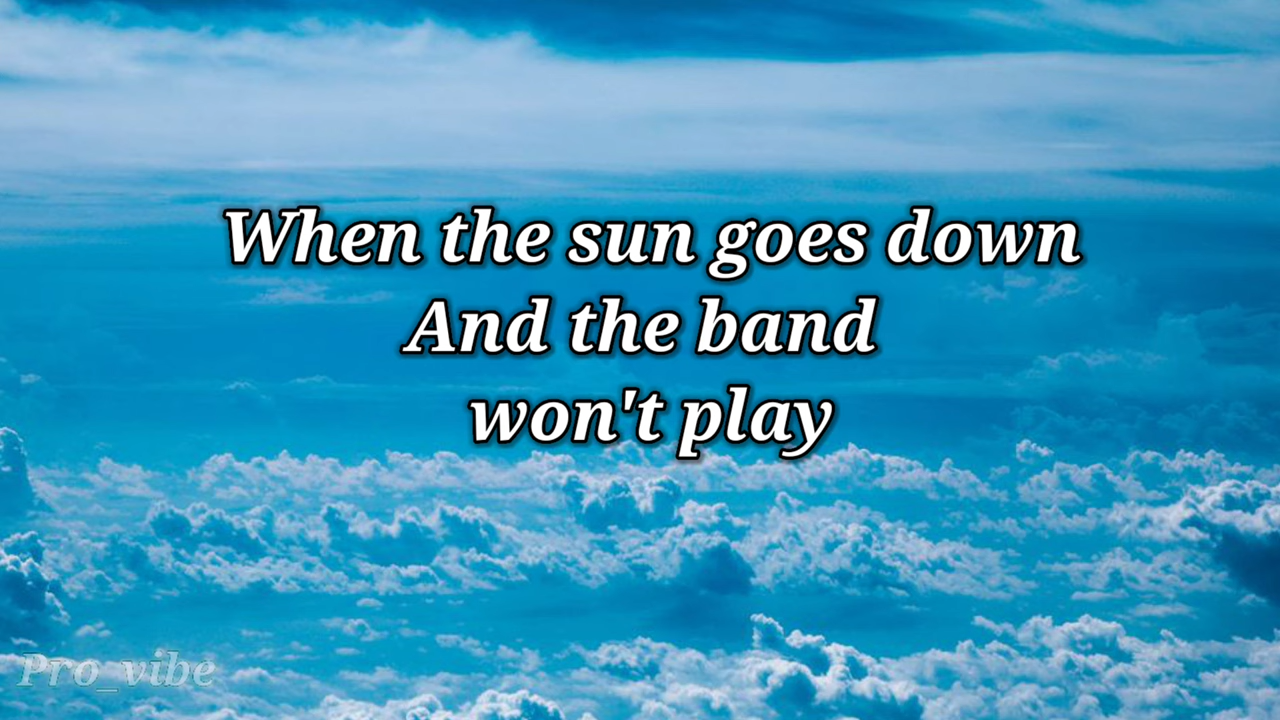 When the sun goes down
And the band
won't play
Pro_vibe